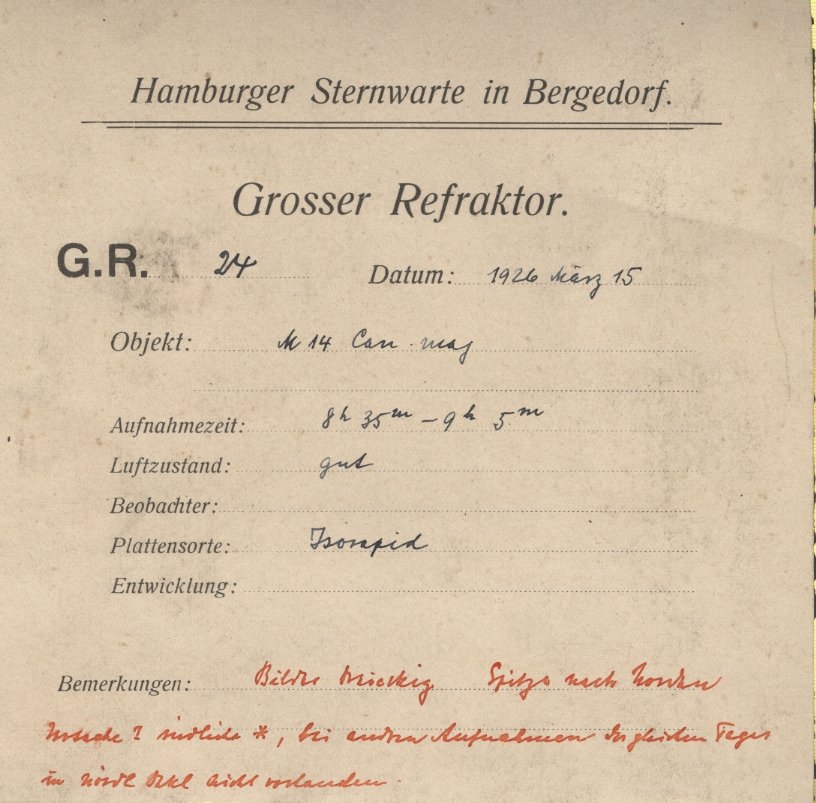 Hamburger Sternwarte in Bergedorf.
Grosser Refraktor.
G.R. 24
Datum: 1926 März 15
Objekt: M 14 Can. maj
Aufnahmezeit: 8h 35m – 9h 5m
Luftzustand: gut
Beobachter:
Plattensorte: Isorapid
Entwicklung:
Bemerkungen: Bilder dreieckig Spitze nach Norden
Ursache? südliche *, bei andern Aufnahmen desgleichen Tages
in nördl Dekl nicht vorhanden.